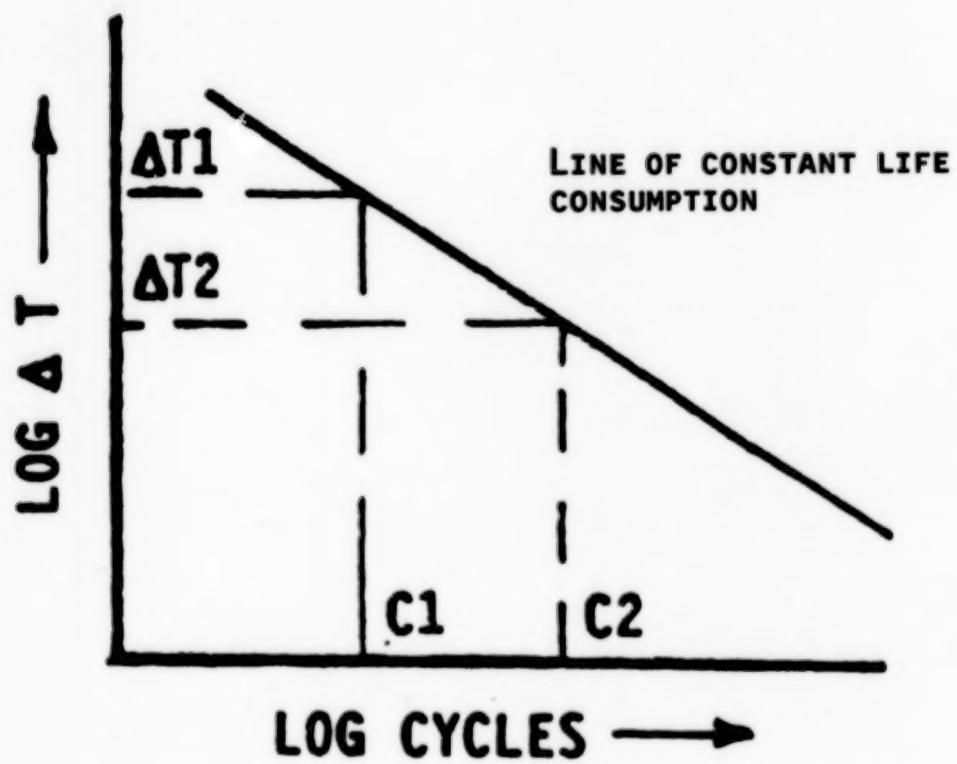 ΔT1
LINE OF CONSTANT LIFE
CONSUMPTION
ΔT2
LOG Δ T
C1
C2
LOG CYCLES